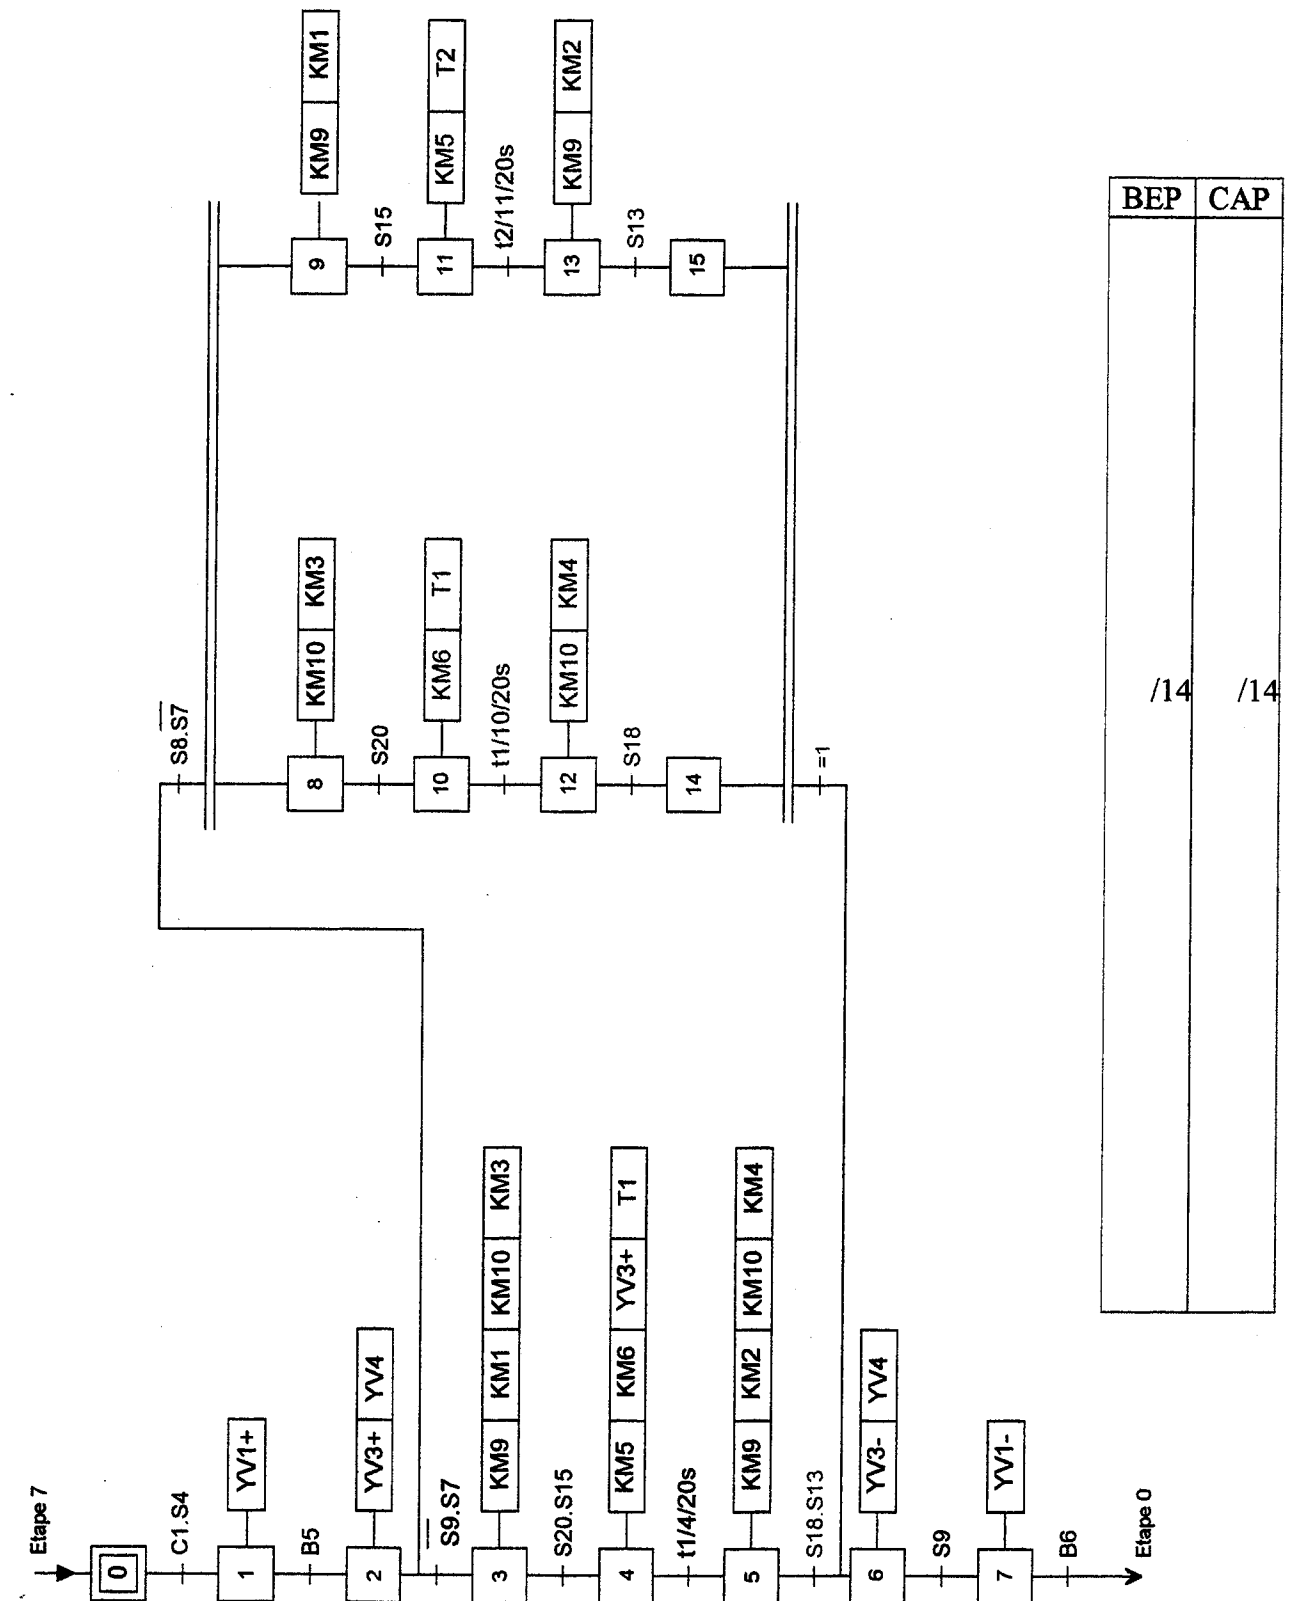 Etape 7
0
C1.S4
1
YV1+
B5
2
YV3+ YV4
S9.S7
3
KM9 KM1 KM10 KM3
S20.S15
4
KM5 KM6 YV3+ T1
t1/4/20s
5
KM9 KM2 KM10 KM4
S18.S13
6
YV3- YV4
S9
7
YV1-
B6
Etape 0
S8.S7
8
KM10 KM3
S20
10
KM6 T1
t1/10/20s
12
KM10 KM4
S18
14
=1
9
KM9 KM1
S15
11
KM5 T2
t2/11/20s
13
KM9 KM2
S13
15
BEP CAP
/14 /14